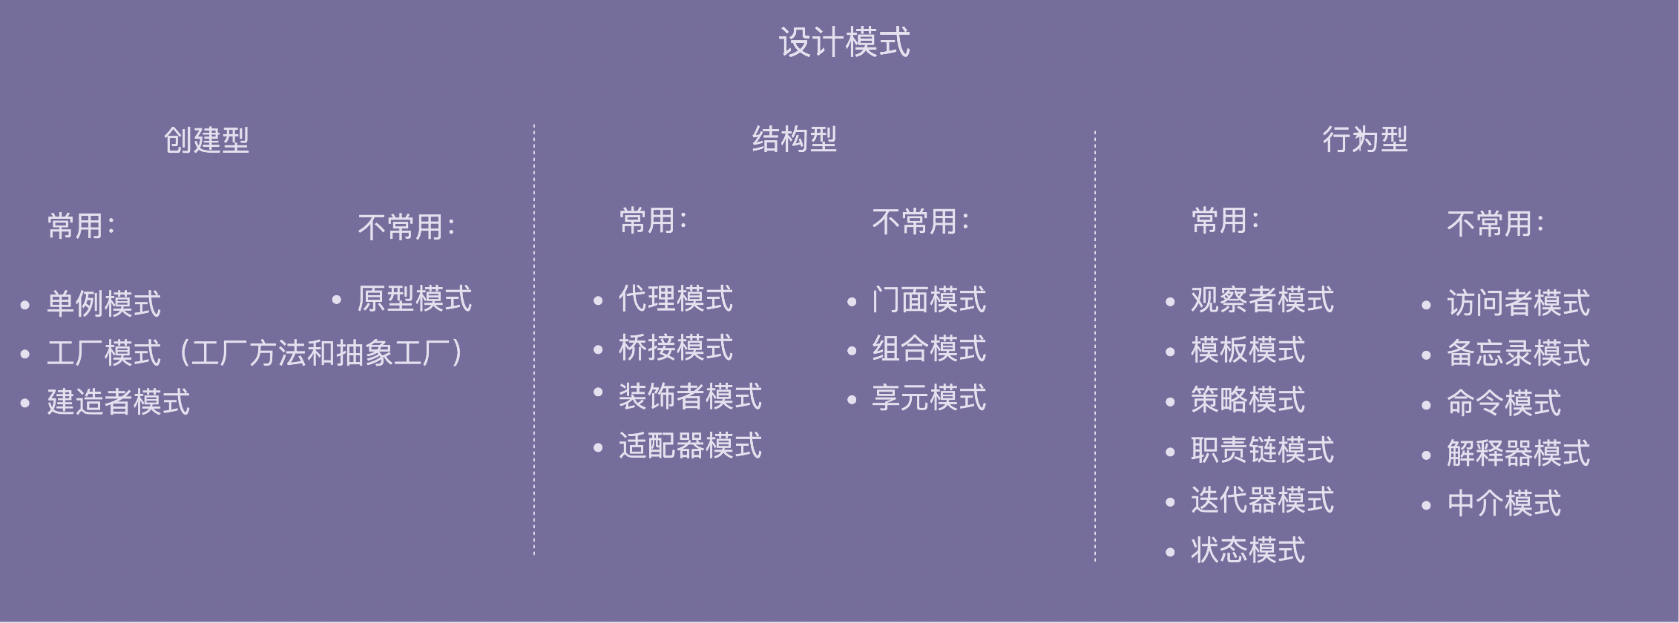 设计模式
创建型
常用：
• 单例模式
• 工厂模式（工厂方法和抽象工厂）
• 建造者模式
不常用：
• 原型模式
结构型
常用：
• 代理模式
• 桥接模式
• 装饰者模式
• 适配器模式
不常用：
• 门面模式
• 组合模式
• 享元模式
行为型
常用：
• 观察者模式
• 模板模式
• 策略模式
• 职责链模式
• 迭代器模式
• 状态模式
不常用：
• 访问者模式
• 备忘录模式
• 命令模式
• 解释器模式
• 中介模式